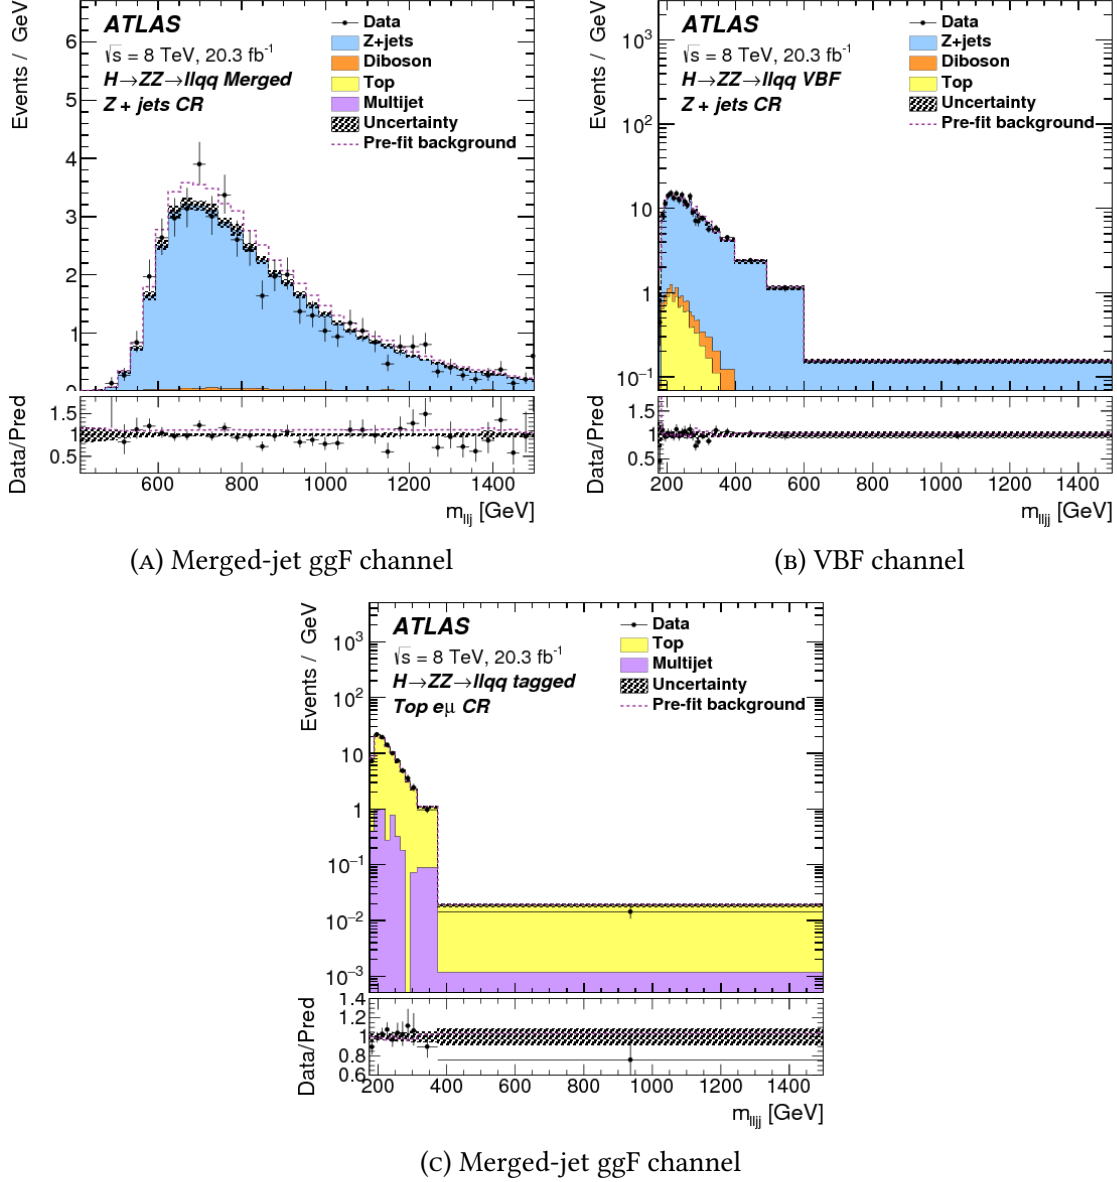 Events / GeV
ATLAS
√s = 8 TeV, 20.3 fb-1
H→ZZ→llqq Merged
Z + jets CR
Data
Z+jets
Diboson
Top
Multijet
Uncertainty
Pre-fit background
6
5
4
3
2
1
0
Data/Pred
1.5
1
0.5
600 800 1000 1200 1400
mllj [GeV]
(A) Merged-jet ggF channel
Events / GeV
ATLAS
√s = 8 TeV, 20.3 fb-1
H→ZZ→llqq VBF
Z + jets CR
Data
Z+jets
Diboson
Top
Uncertainty
Pre-fit background
10³
10²
10
1
10⁻¹
Data/Pred
1.5
1
0.5
200 400 600 800 1000 1200 1400
mlljj [GeV]
(B) VBF channel
Events / GeV
ATLAS
√s = 8 TeV, 20.3 fb-1
H→ZZ→llqq tagged
Top eμ CR
Data
Top
Multijet
Uncertainty
Pre-fit background
10³
10²
10
1
10⁻¹
10⁻²
10⁻³
Data/Pred
1.4
1.2
1
0.8
0.6
200 400 600 800 1000 1200 1400
mlljj [GeV]
(C) Merged-jet ggF channel